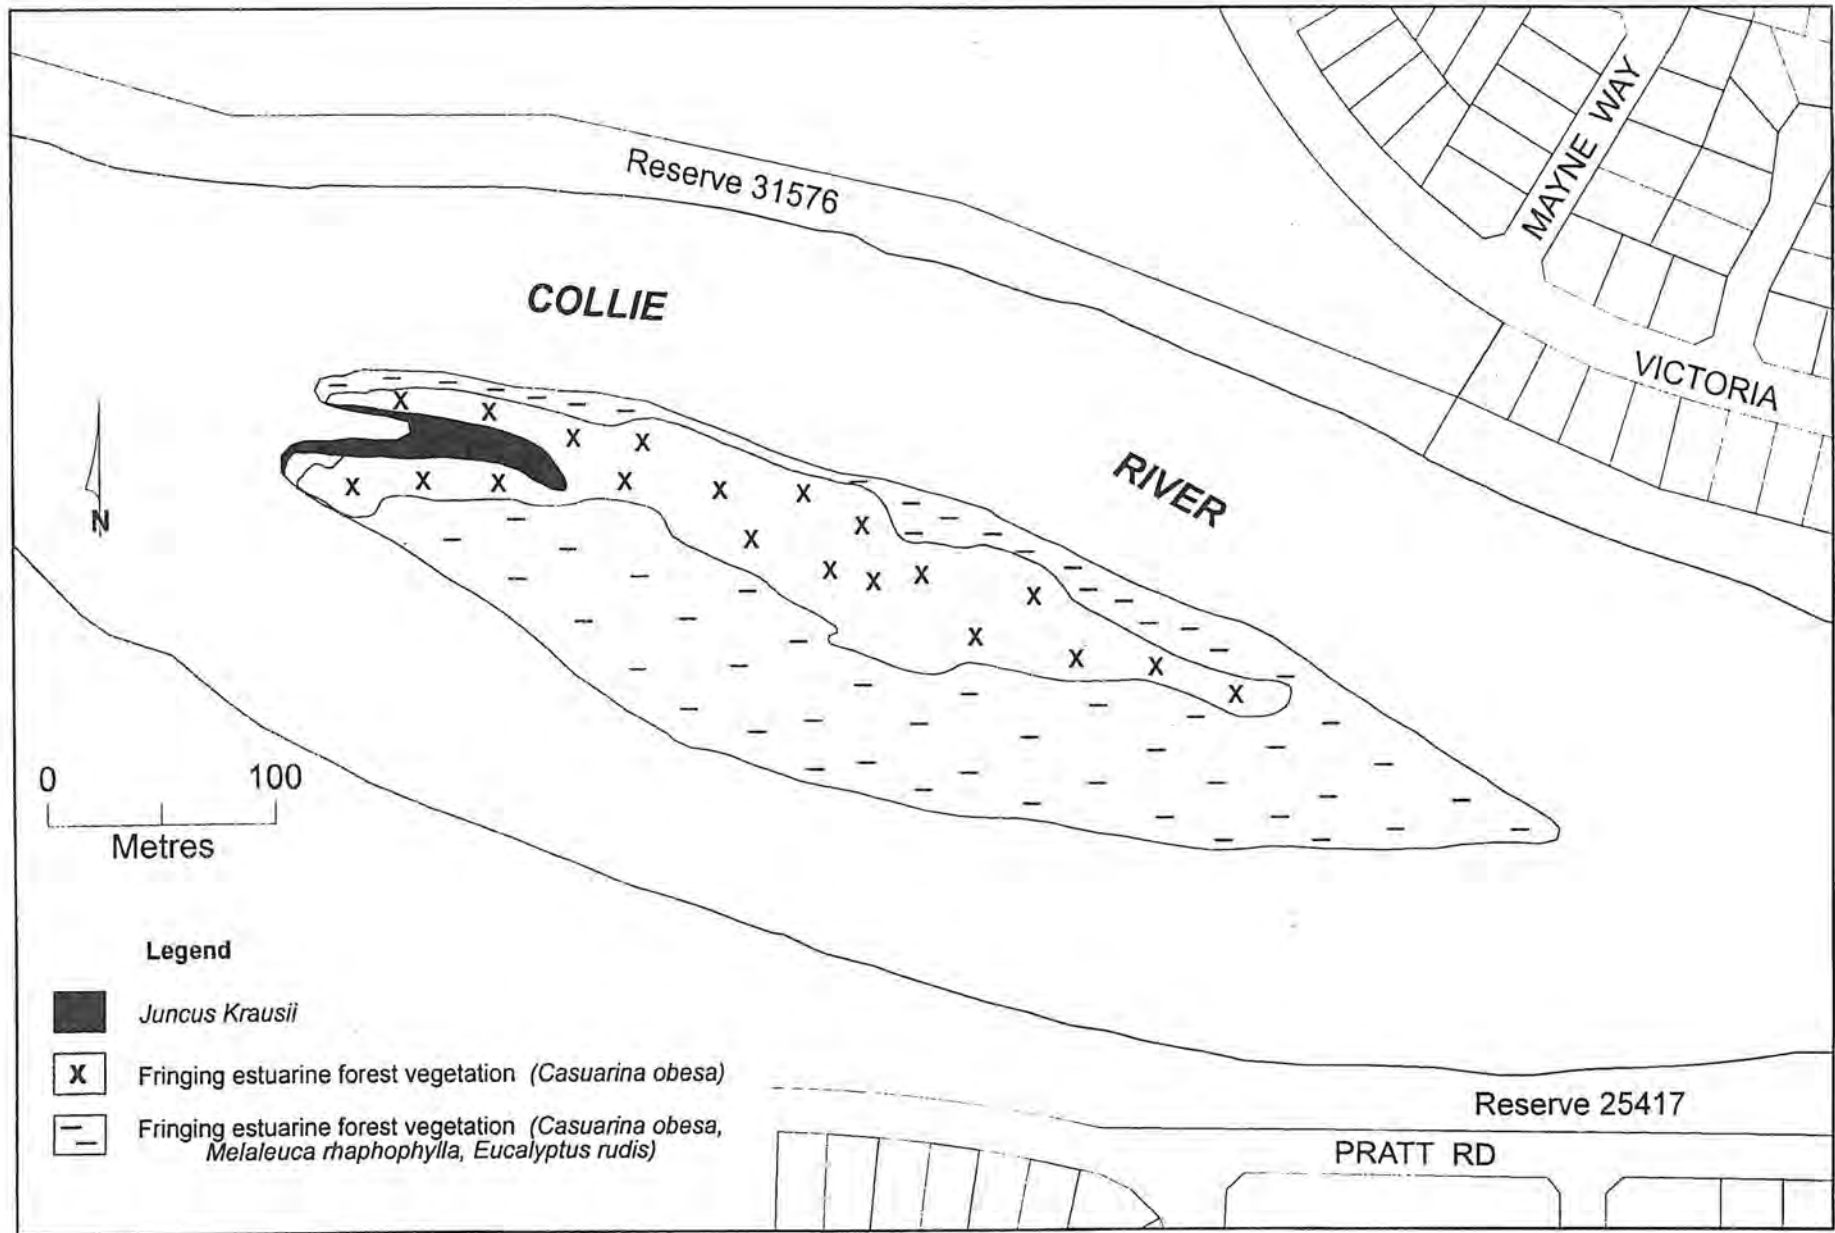 MAYNE WAY
Reserve 31576
COLLIE
VICTORIA
RIVER
N
0 100
Metres
Legend
Juncus Krausii
X Fringing estuarine forest vegetation (Casuarina obesa)
Fringing estuarine forest vegetation (Casuarina obesa,
Melaleuca rhaphophylla, Eucalyptus rudis)
Reserve 25417
PRATT RD